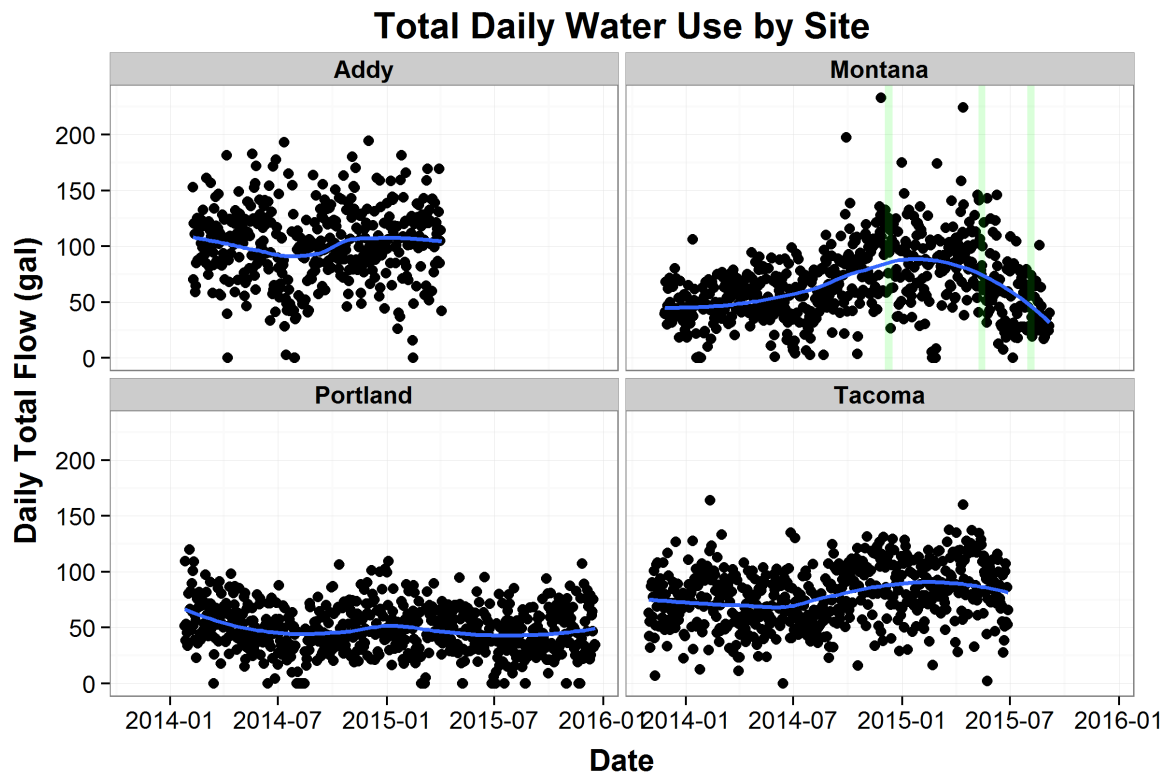 Total Daily Water Use by Site
Addy
Montana
200
150
100
50
0
Portland
Tacoma
200
150
100
50
0
Daily Total Flow (gal)
2014-01 2014-07 2015-01 2015-07 2016-01 2014-01 2014-07 2015-01 2015-07 2016-01
Date